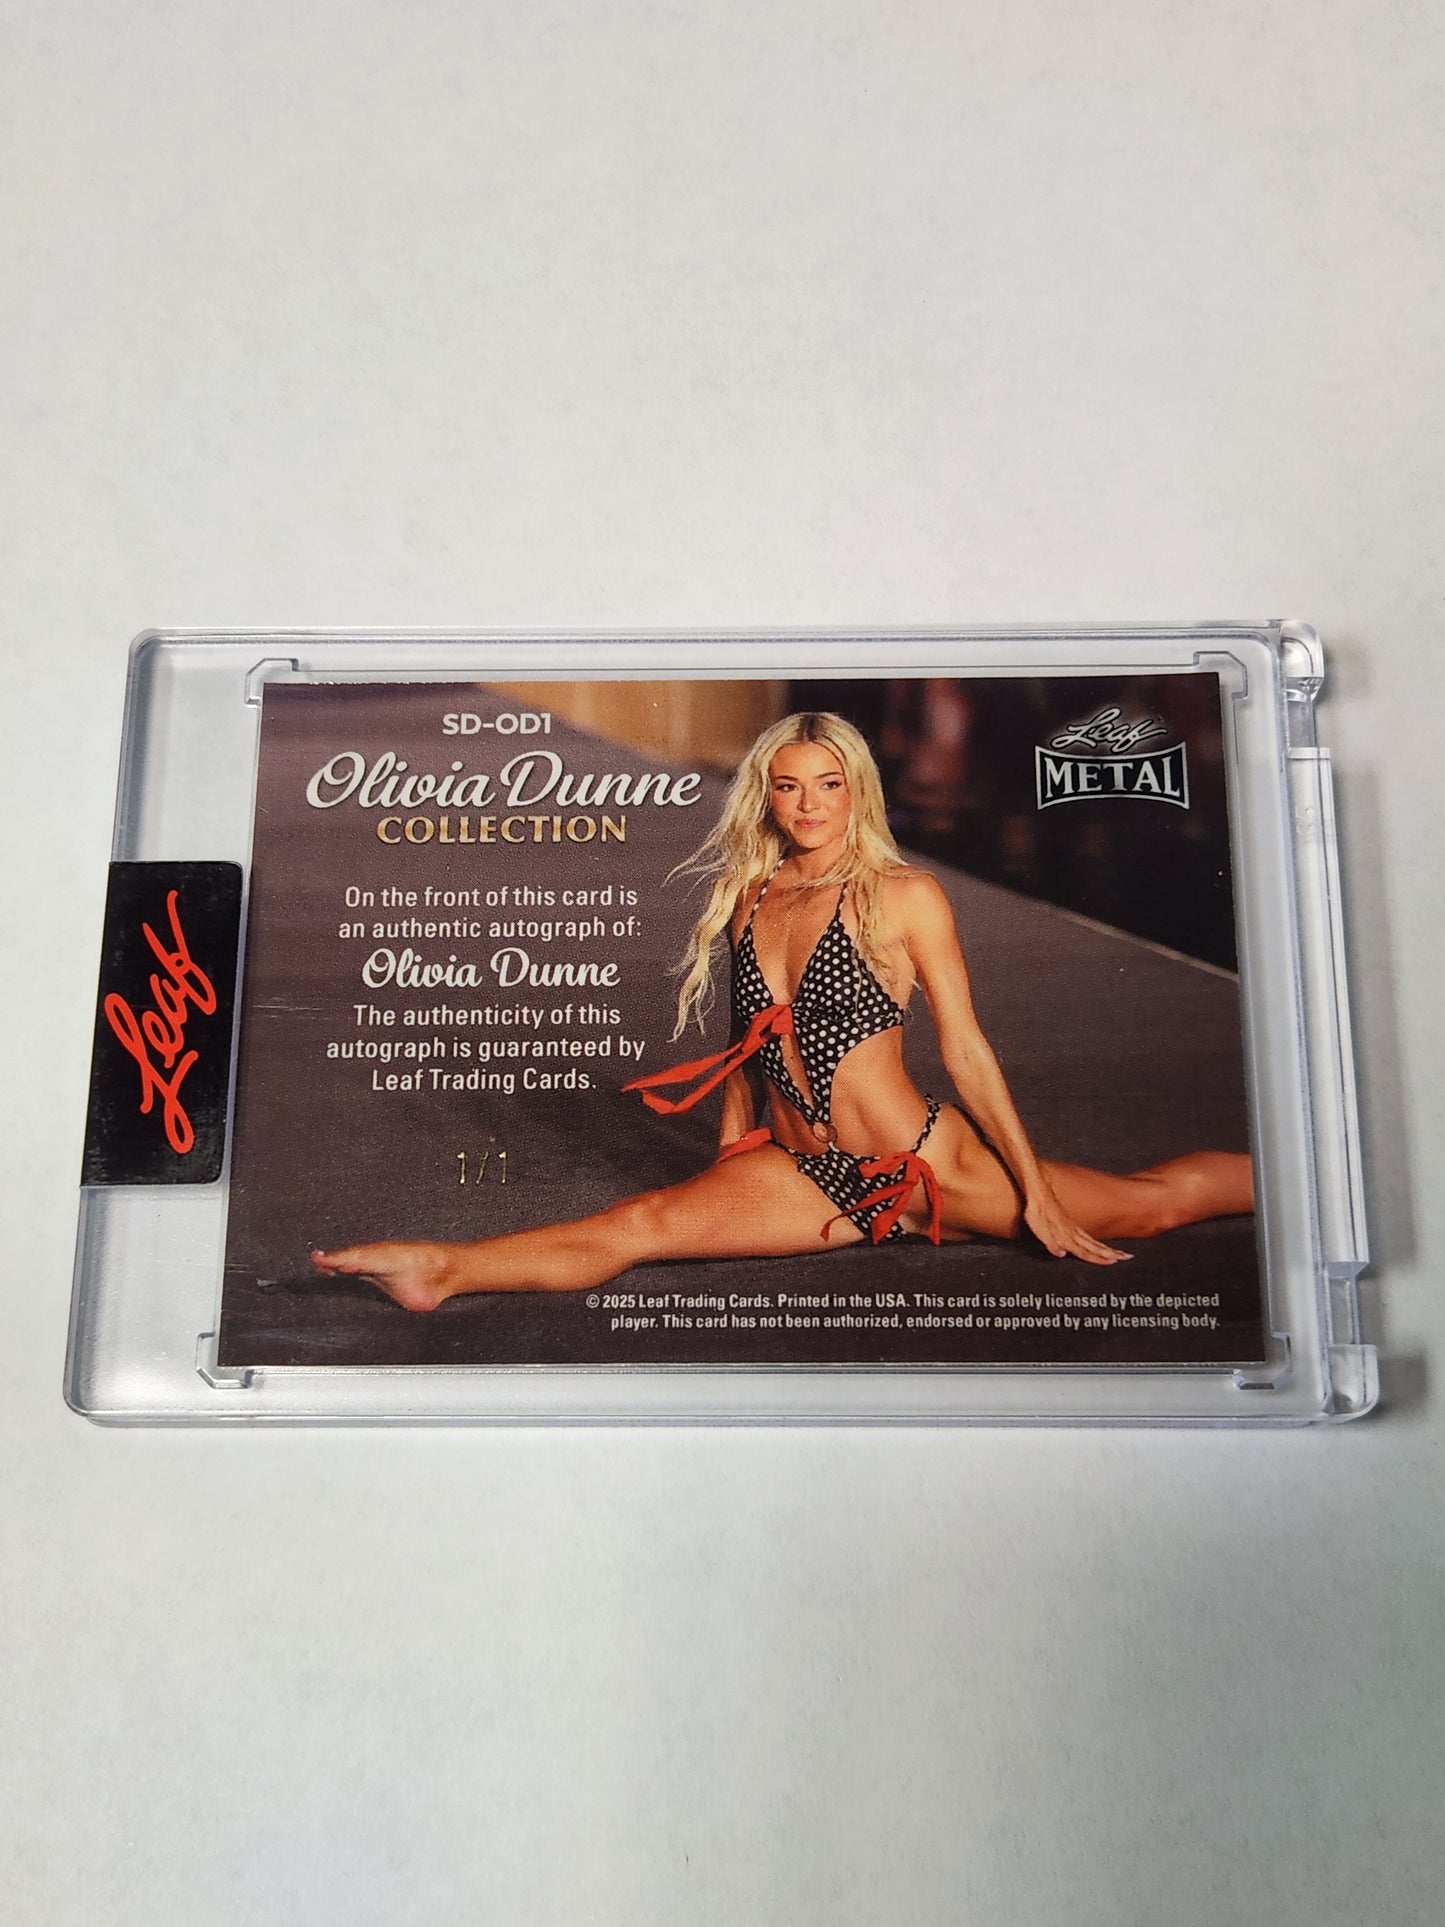 SD-OD1
Olivia Dunne
COLLECTION
On the front of this card is
an authentic autograph of:
Olivia Dunne
The authenticity of this
autograph is guaranteed by
Leaf Trading Cards.
1/1
Leaf
METAL
Leaf
© 2025 Leaf Trading Cards. Printed in the USA. This card is solely licensed by the depicted
player. This card has not been authorized, endorsed or approved by any licensing body.